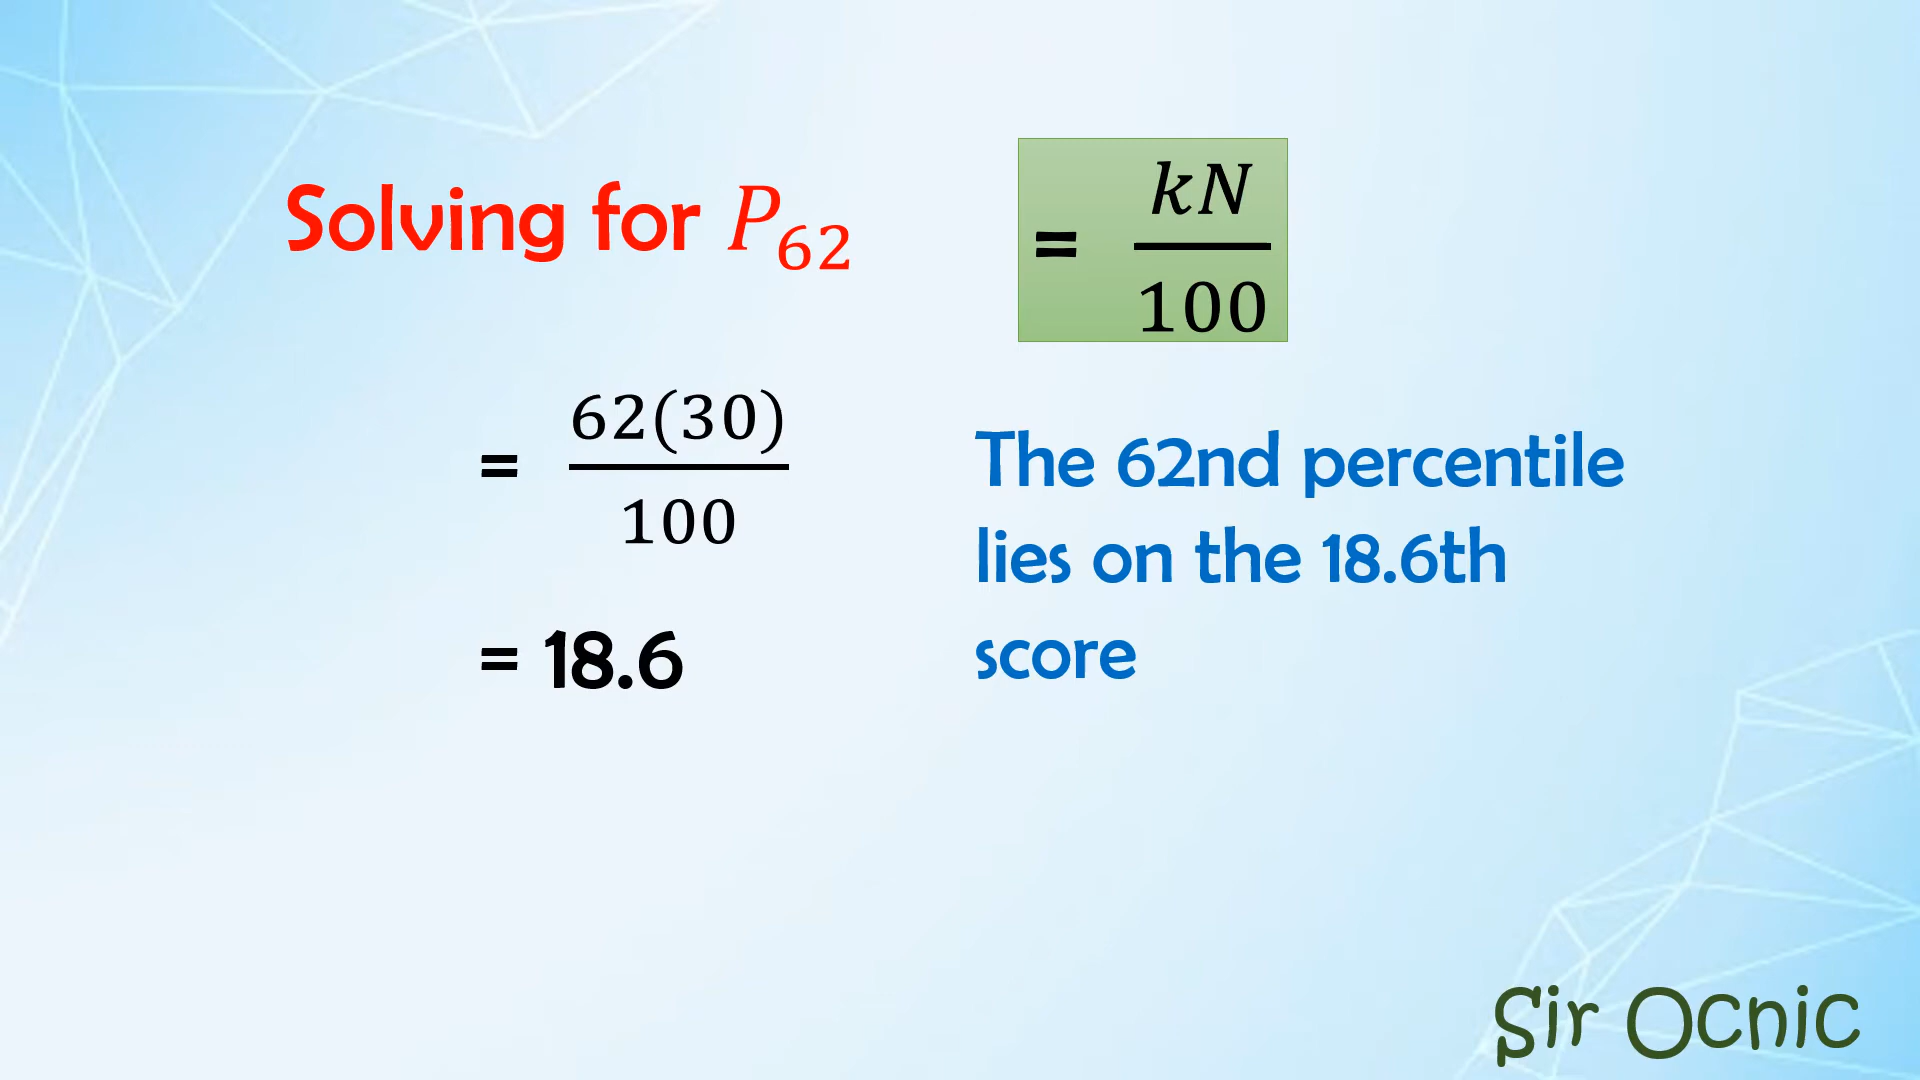 Solving for P₆₂
= kN/100
= 62(30)/100
= 18.6
The 62nd percentile
lies on the 18.6th
score
Sir Ocnic